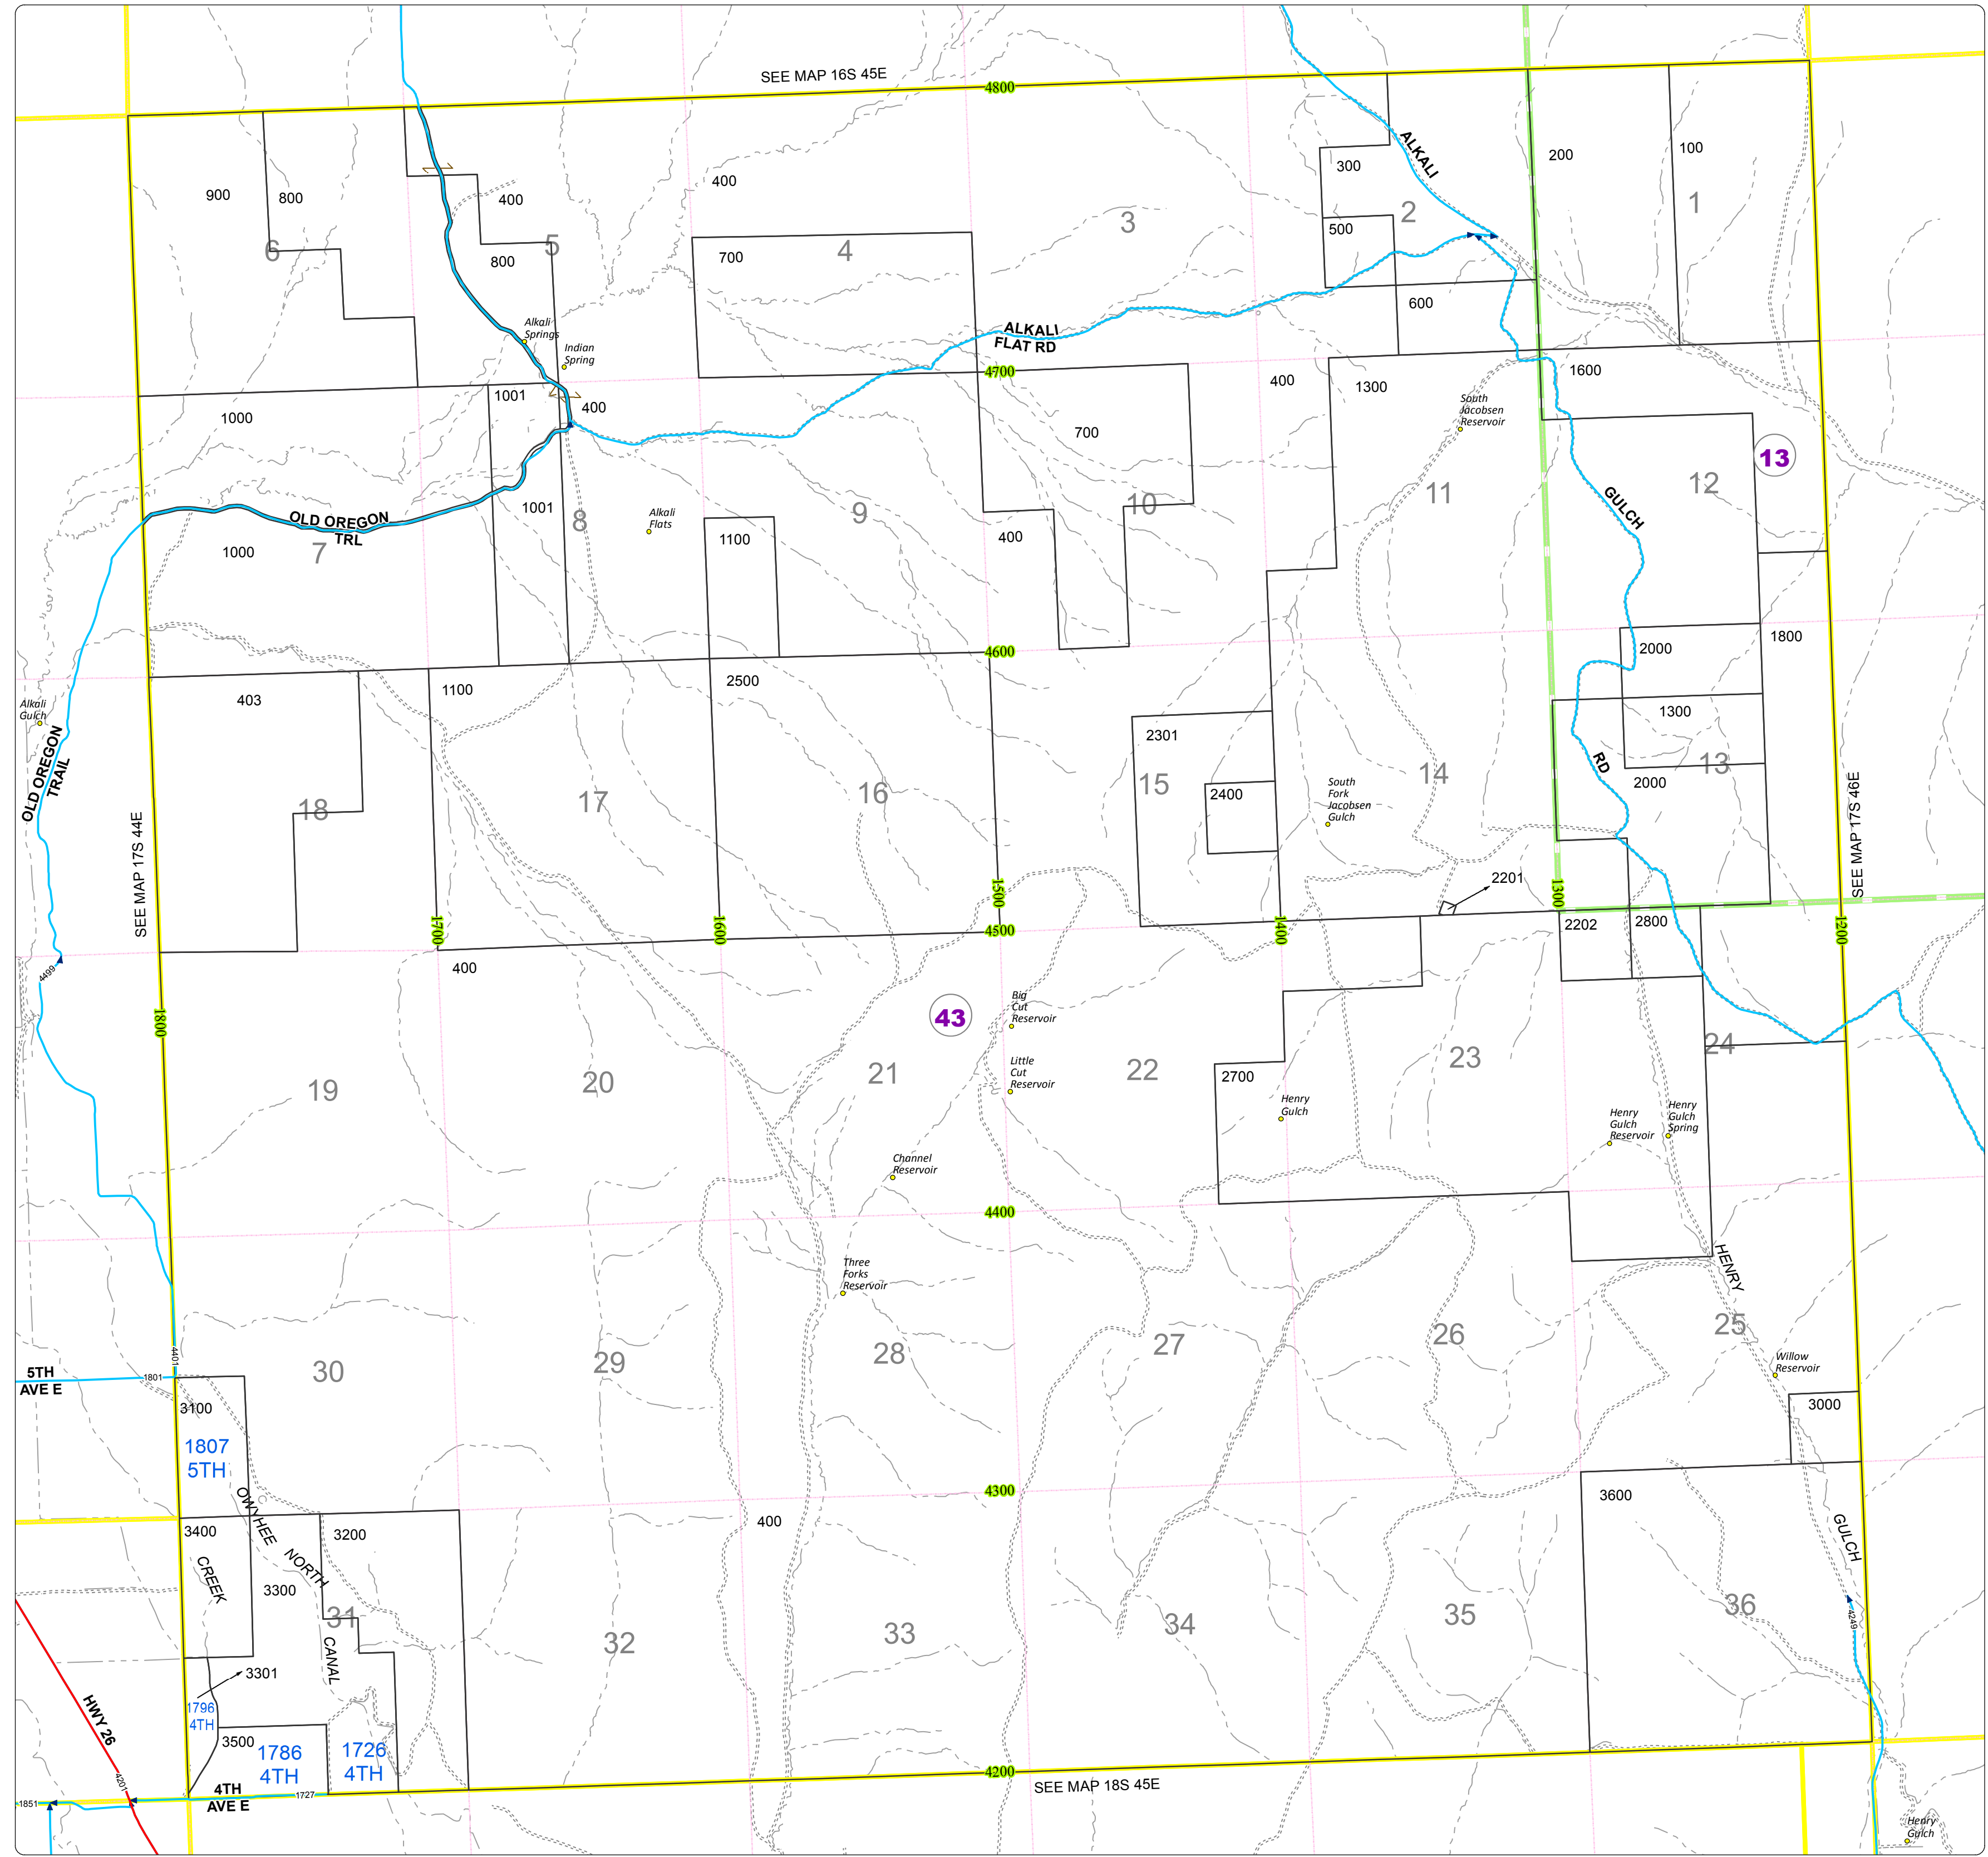 SEE MAP 16S 45E
4800
ALKALI
200
100
300
900
800
400
400
1
2
3
500
4
5
6
800
700
600
Alkali
Springs
ALKALI
FLAT RD
Indian
Spring
4700
1600
400
1300
1001
400
1000
South
Jacobsen
Reservoir
700
13
11
12
10
GULCH
OLD OREGON
TRL
1001
8
Alkali
Flats
9
1100
400
7
1000
4600
2000
1800
403
1100
2500
Alkali
Gulch
1300
2301
OLD OREGON
TRAIL
RD
13
14
15
2000
South
Fork
Jacobsen
Gulch
2400
16
17
18
SEE MAP 17S 44E
SEE MAP 17S 46E
2201
1700
1600
1500
4500
1400
1300
1200
2202
2800
400
4499
Big
Cut
Reservoir
43
1800
24
23
22
21
20
19
Little
Cut
Reservoir
2700
Henry
Gulch
Henry
Gulch
Reservoir
Henry
Gulch
Spring
Channel
Reservoir
4400
HENRY
Three
Forks
Reservoir
25
26
27
28
29
30
4401
Willow
Reservoir
5TH
AVE E
1801
3100
3000
1807
5TH
4300
3600
OWYHEE
400
3400
3200
GULCH
CREEK
NORTH
3300
31
32
33
34
35
36
4249
CANAL
3301
1796
4TH
HWY 26
3500
1786
4TH
1726
4TH
4200
SEE MAP 18S 45E
4201
4TH
AVE E
1727
1851
Henry
Gulch